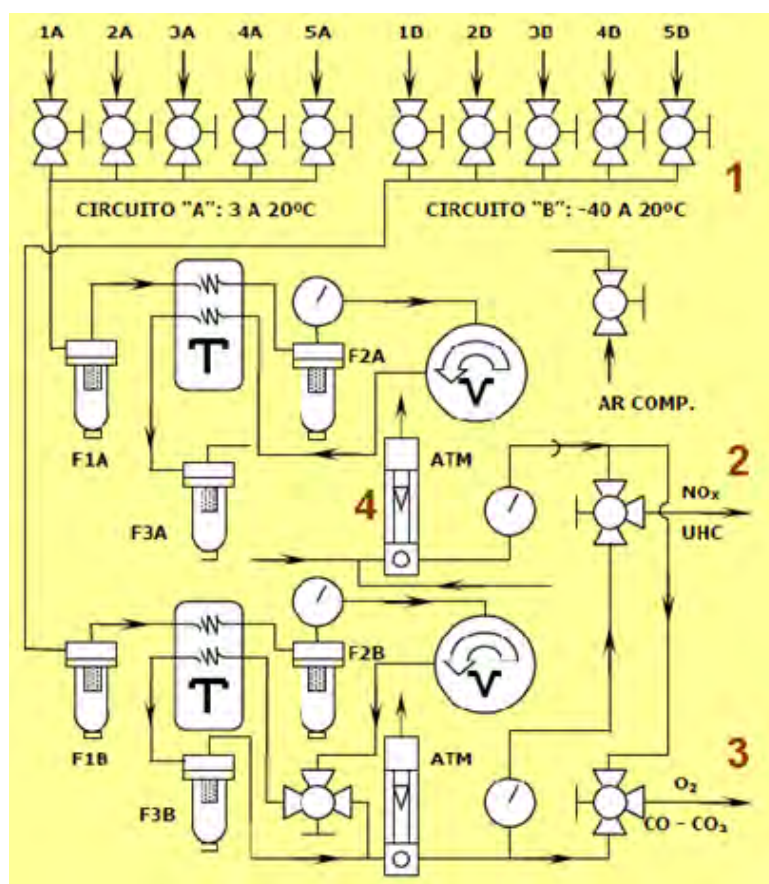 1A 2A 3A 4A 5A 1B 2B 3B 4B 5B
1
CIRCUITO "A": 3 A 20ºC
CIRCUITO "B": -40 A 20ºC
F2A
V
T
AR COMP.
F1A
ATM
2
NOx
4
UHC
F3A
F2B
V
T
F1B
ATM
3
O2
F3B
CO - CO2